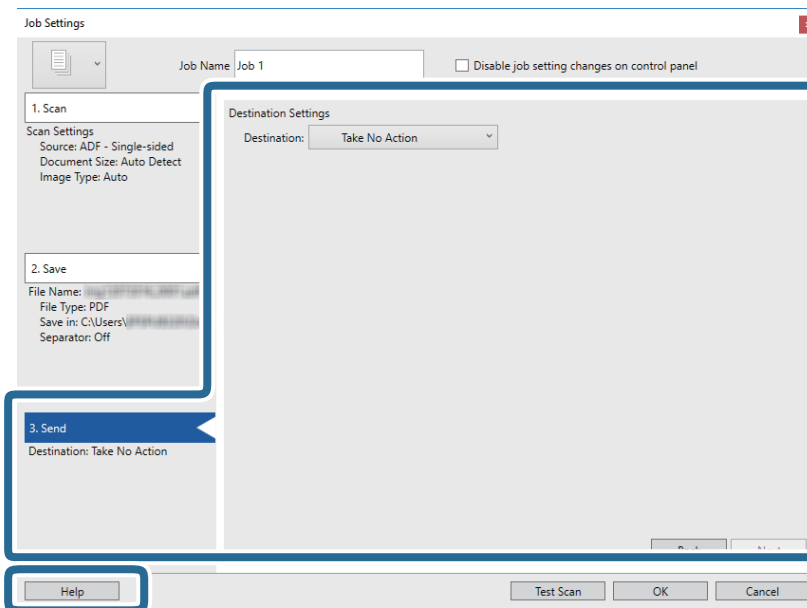 Job Settings
Job Name Job 1
Disable job setting changes on control panel
1. Scan
Scan Settings
Source: ADF - Single-sided
Document Size: Auto Detect
Image Type: Auto
2. Save
File Name:
File Type: PDF
Save in: C:\Users\
Separator: Off
3. Send
Destination: Take No Action
Destination Settings
Destination: Take No Action
Help
Test Scan
OK
Cancel